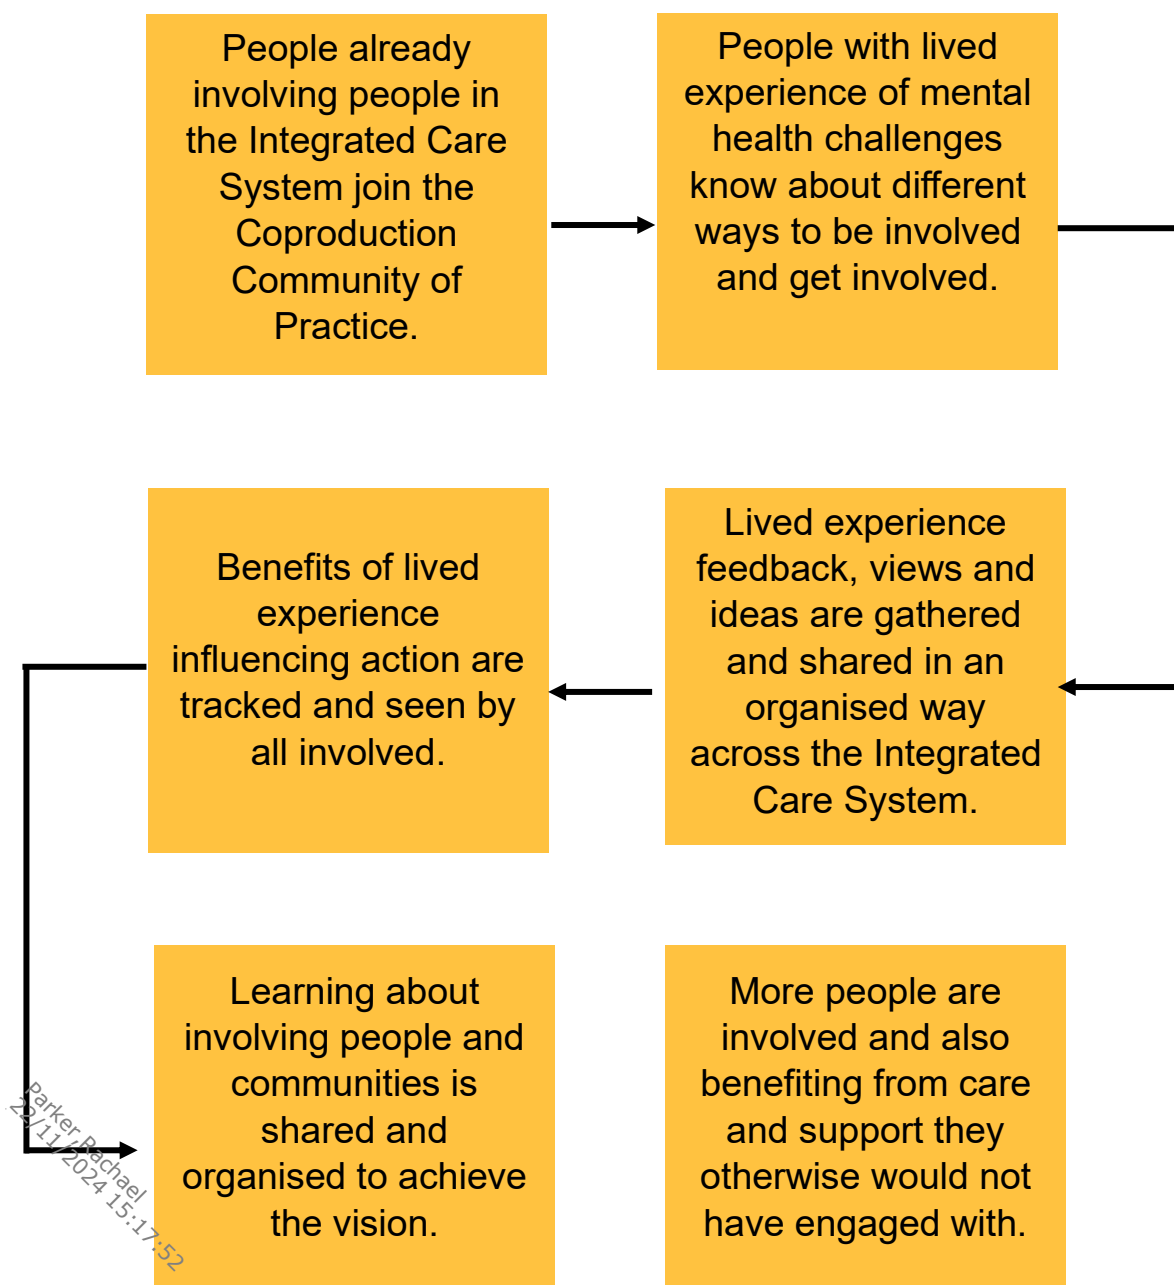 People already
involving people in
the Integrated Care
System join the
Coproduction
Community of
Practice.
People with lived
experience of mental
health challenges
know about different
ways to be involved
and get involved.
Lived experience
feedback, views and
ideas are gathered
and shared in an
organised way
across the Integrated
Care System.
Benefits of lived
experience
influencing action are
tracked and seen by
all involved.
Learning about
involving people and
communities is
shared and
organised to achieve
the vision.
More people are
involved and also
benefiting from care
and support they
otherwise would not
have engaged with.
Parker Rachael
22/11/2024 15:17:52